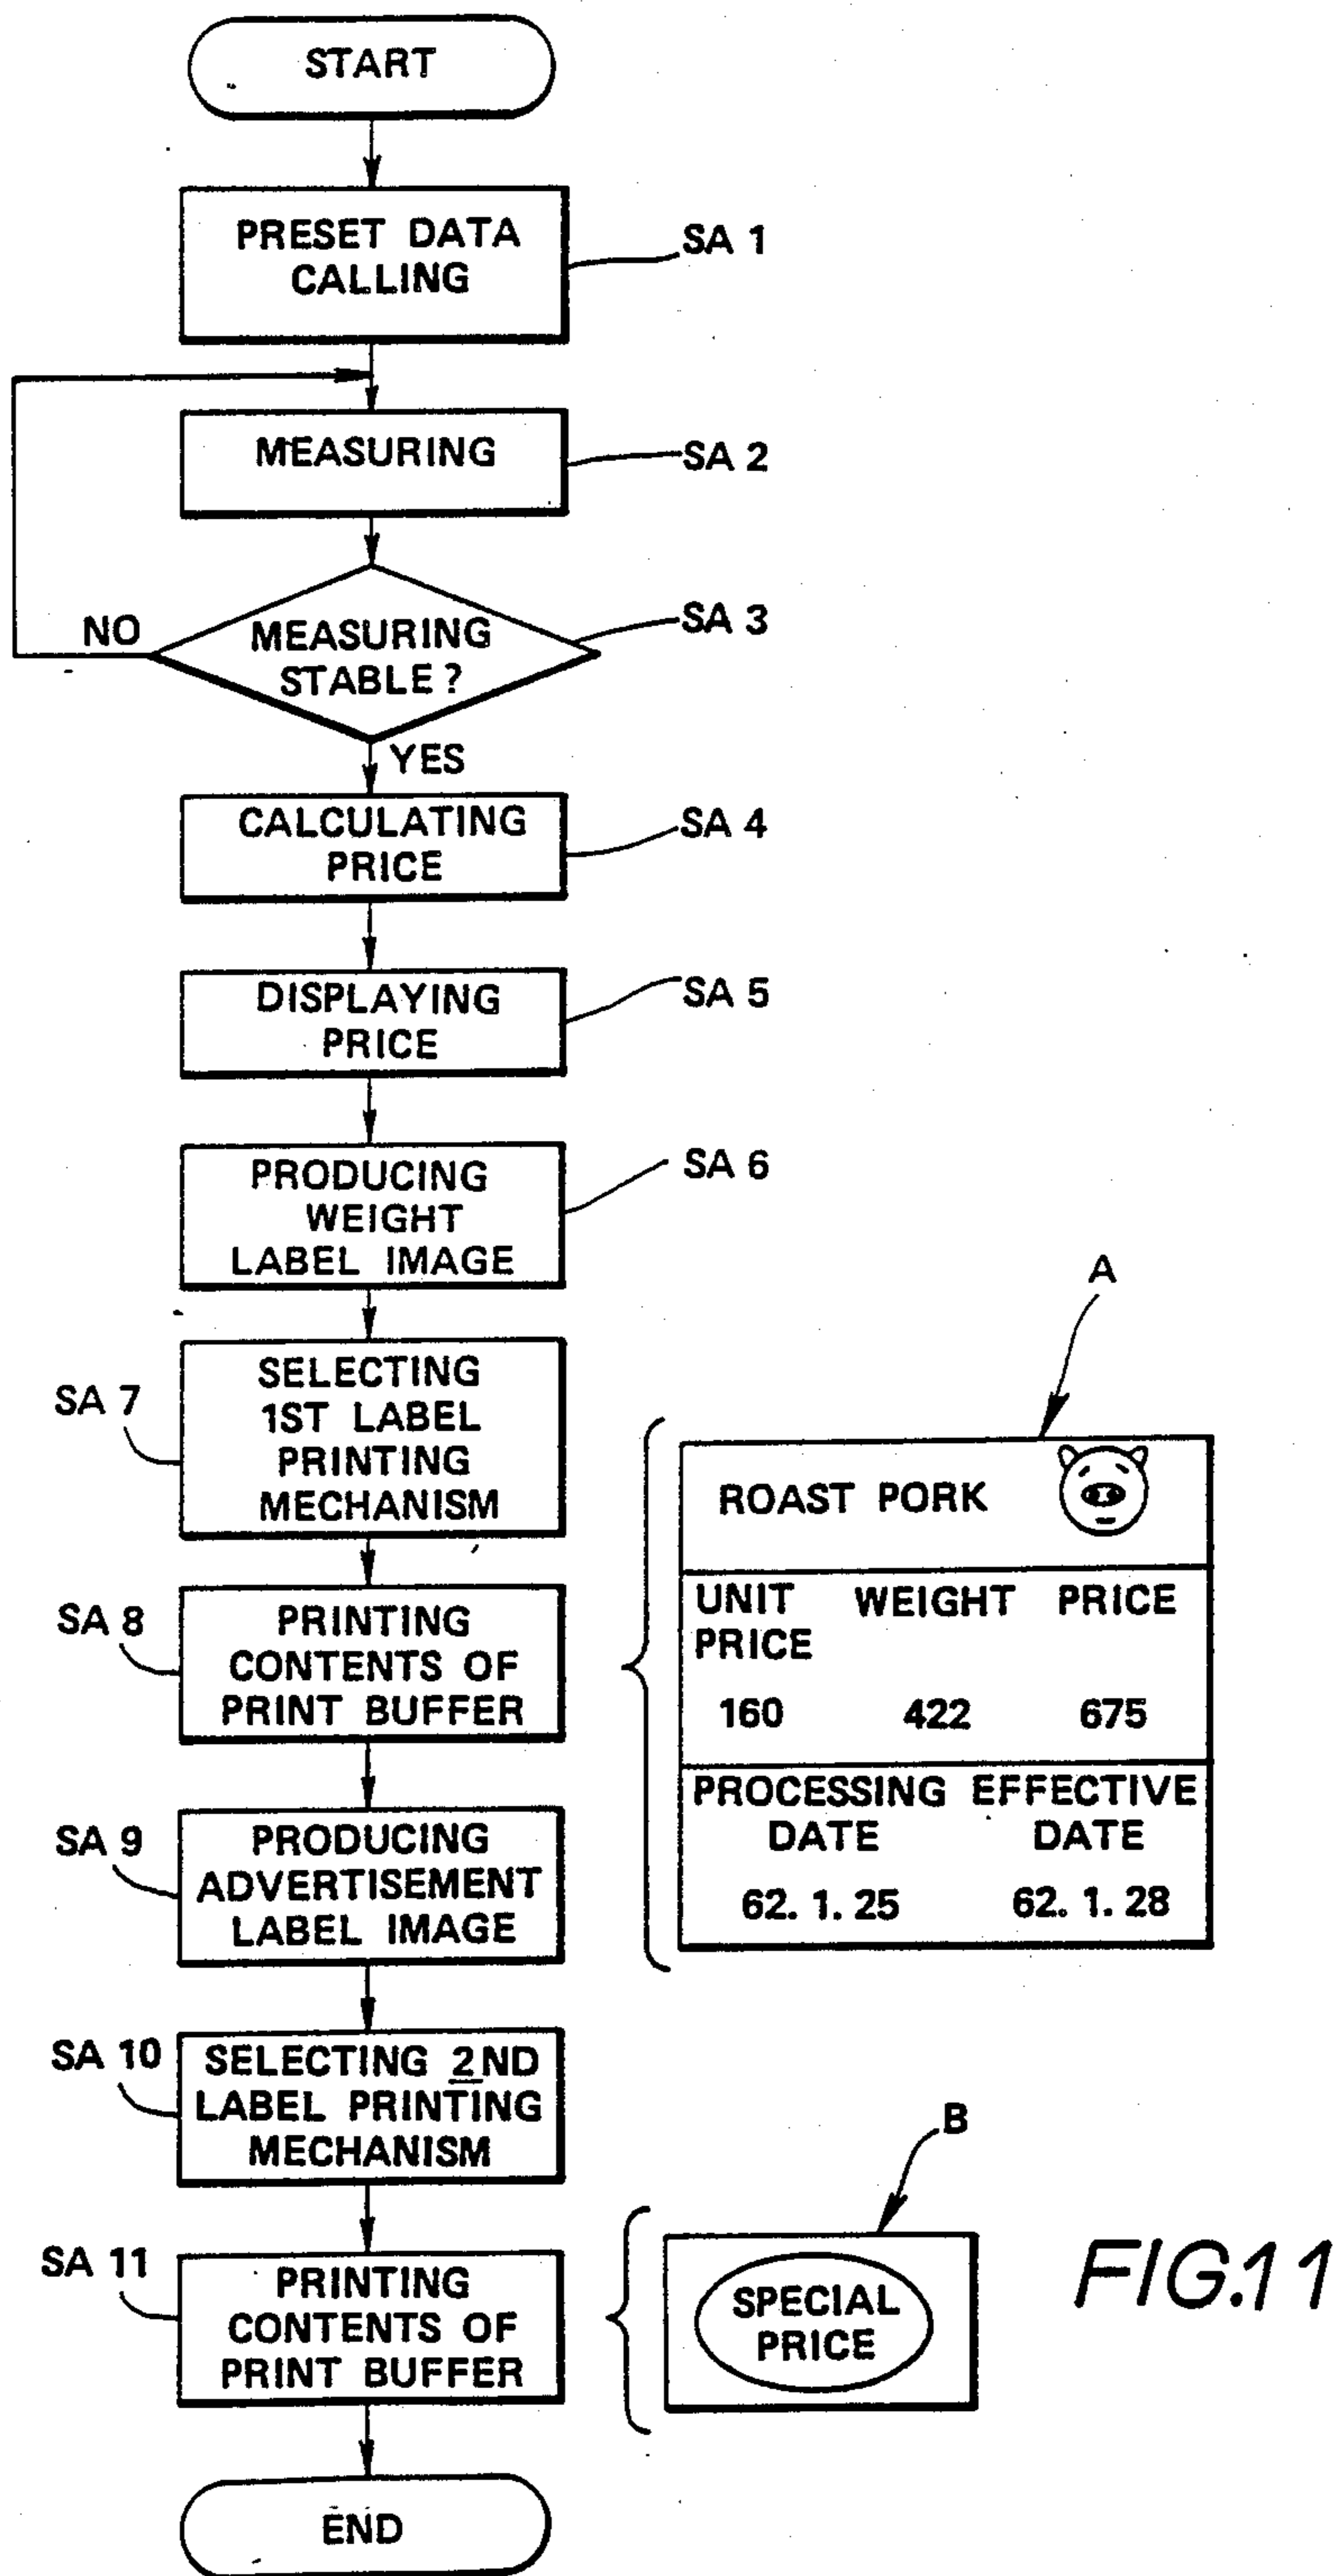 START
PRESET DATA
CALLING
SA 1
MEASURING
SA 2
NO
MEASURING
STABLE?
SA 3
YES
CALCULATING
PRICE
SA 4
DISPLAYING
PRICE
SA 5
PRODUCING
WEIGHT
LABEL IMAGE
SA 6
SA 7
SELECTING
1ST LABEL
PRINTING
MECHANISM
SA 8
PRINTING
CONTENTS OF
PRINT BUFFER
A
ROAST PORK
UNIT WEIGHT PRICE
PRICE
160 422 675
PROCESSING EFFECTIVE
DATE DATE
62. 1. 25 62. 1. 28
SA 9
PRODUCING
ADVERTISEMENT
LABEL IMAGE
SA 10
SELECTING 2ND
LABEL PRINTING
MECHANISM
SA 11
PRINTING
CONTENTS OF
PRINT BUFFER
B
SPECIAL
PRICE
END
FIG.11